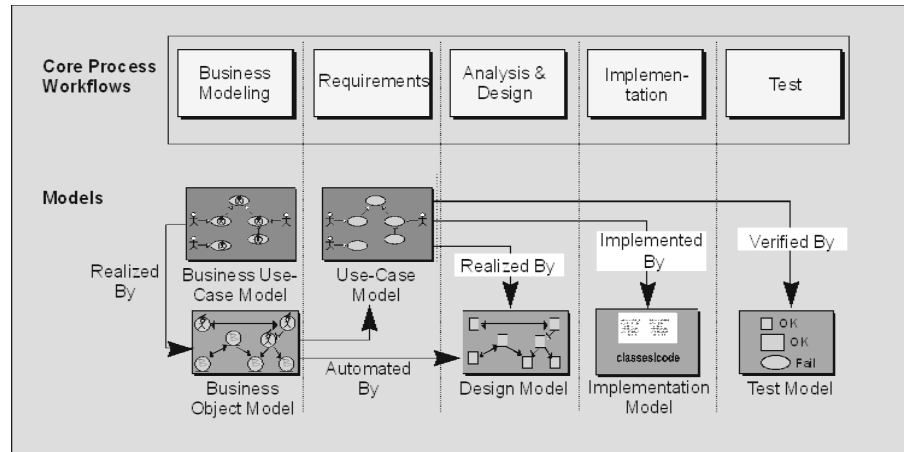 Core Process
Workflows
Business
Modeling
Requirements
Analysis &
Design
Implemen-
tation
Test
Models
Realized
By
Business Use-
Case Model
Use-Case
Model
Realized By
Implemented
By
Verified By
Business
Object Model
Automated
By
Design Model
classes/code
Implementation
Model
OK
OK
Fail
Test Model